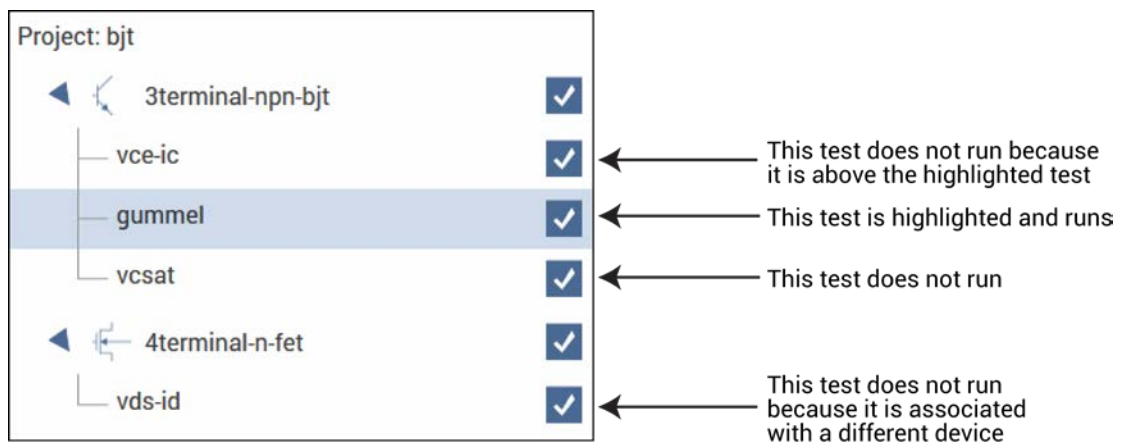 Project: bjt
3terminal-npn-bjt
vce-ic
This test does not run because
it is above the highlighted test
gummel
This test is highlighted and runs
vcsat
This test does not run
4terminal-n-fet
vds-id
This test does not run
because it is associated
with a different device